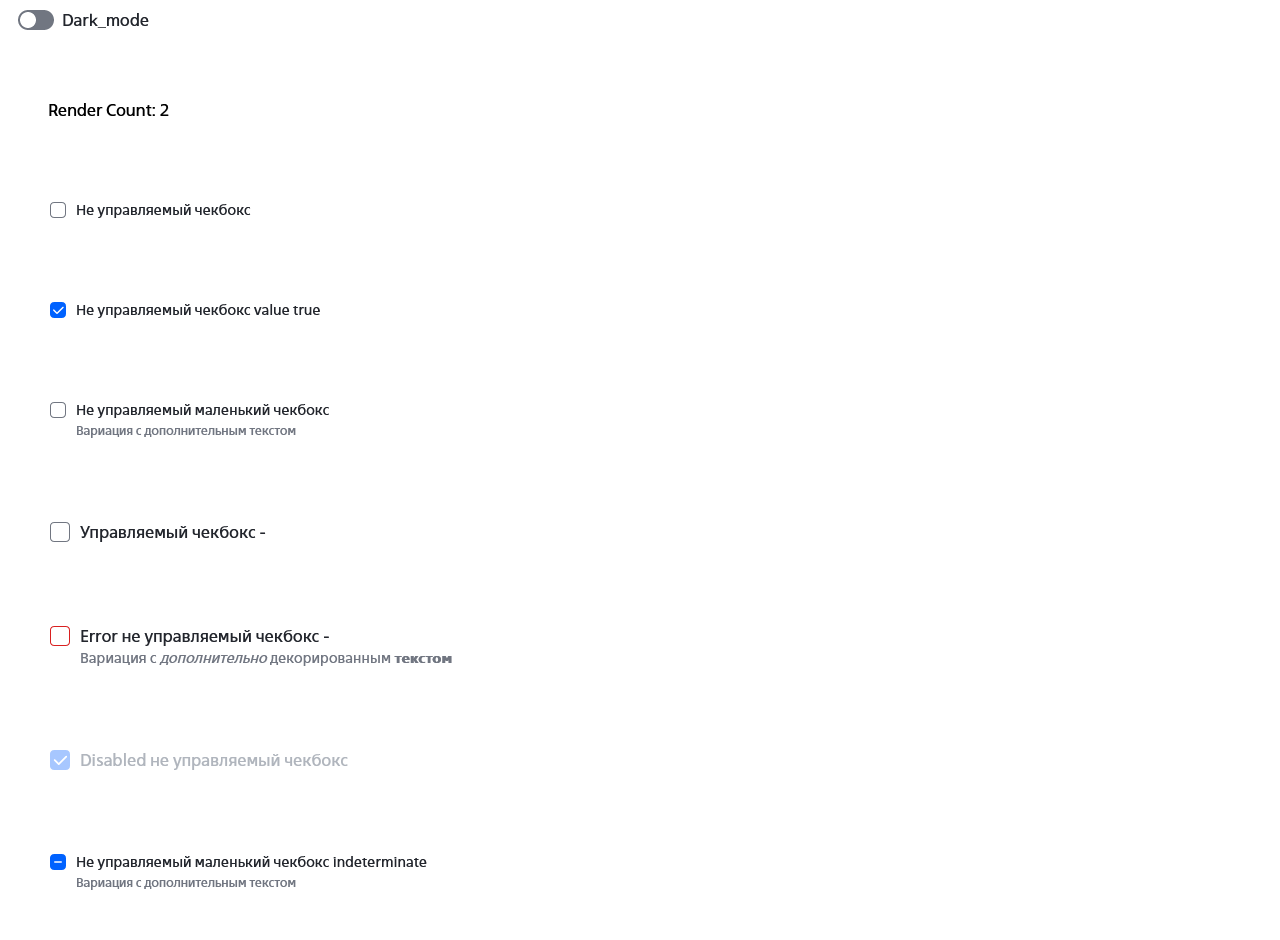 Dark_mode
Render Count: 2
Не управляемый чекбокс
Не управляемый чекбокс value true
Не управляемый маленький чекбокс
Вариация с дополнительным текстом
Управляемый чекбокс -
Error не управляемый чекбокс -
Вариация с дополнительно декорированным текстом
Disabled не управляемый чекбокс
Не управляемый маленький чекбокс indeterminate
Вариация с дополнительным текстом